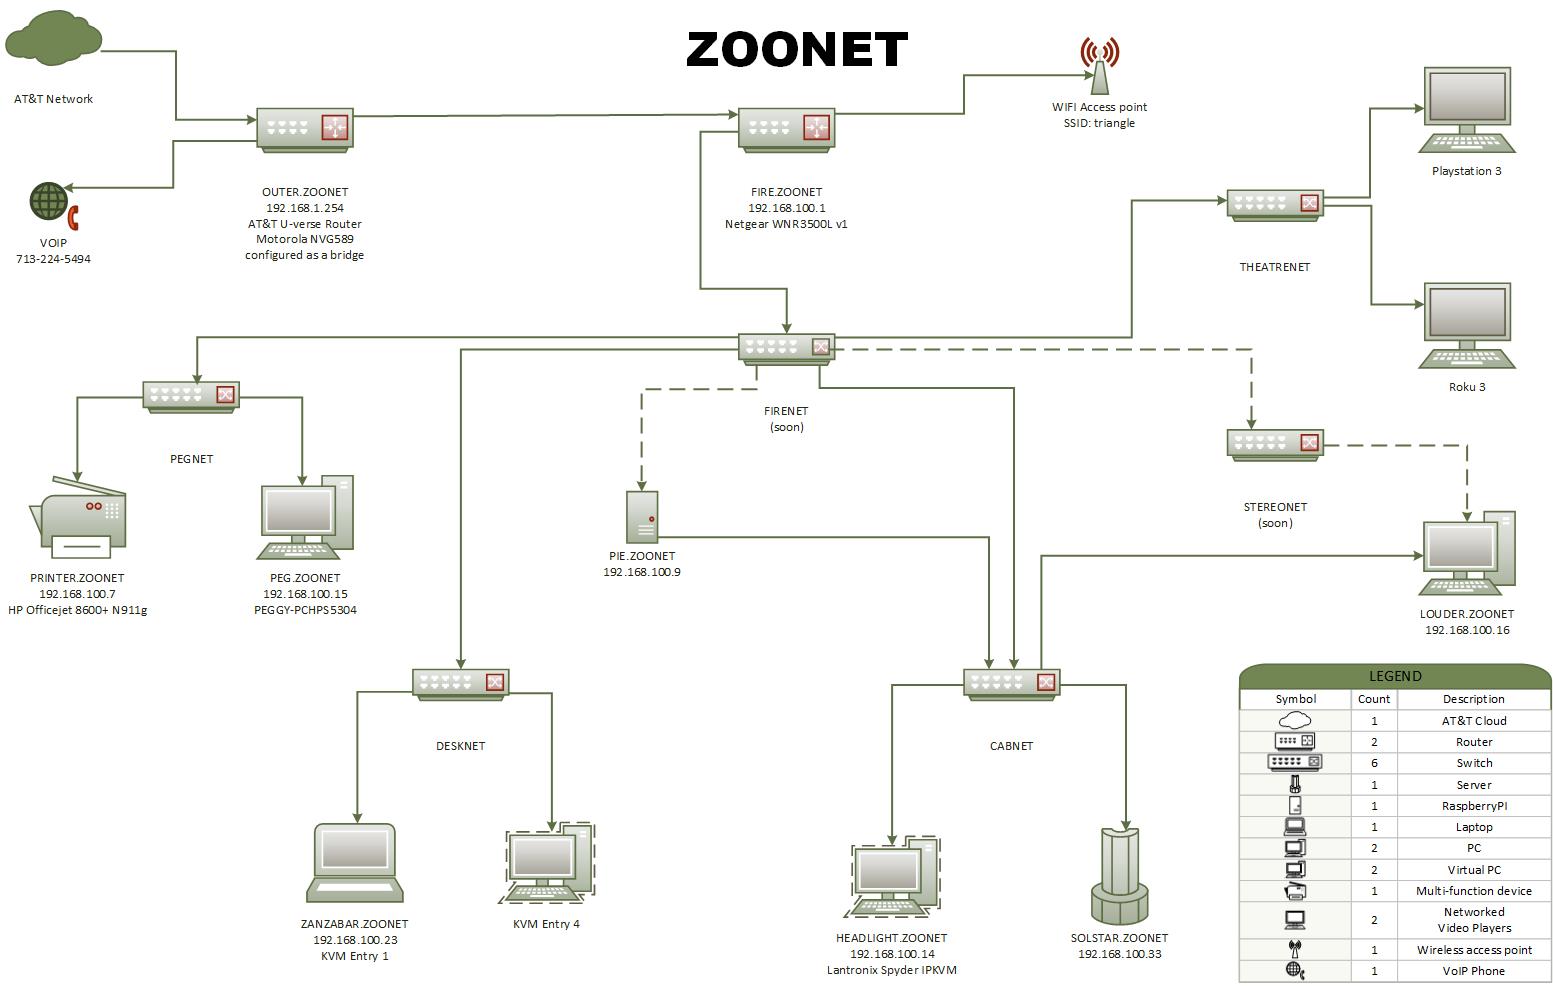 ZOONET
AT&T Network
WIFI Access point
SSID: triangle
Playstation 3
OUTER.ZOONET
192.168.1.254
AT&T U-verse Router
Motorola NVG589
configured as a bridge
FIRE.ZOONET
192.168.100.1
Netgear WNR3500L v1
VOIP
713-224-5494
THEATRENET
Roku 3
FIRENET
(soon)
PEGNET
STEREONET
(soon)
PRINTER.ZOONET
192.168.100.7
HP Officejet 8600+ N911g
PEG.ZOONET
192.168.100.15
PEGGY-PCHPS5304
PIE.ZOONET
192.168.100.9
LOUDER.ZOONET
192.168.100.16
DESKNET
CABNET
ZANZABAR.ZOONET
192.168.100.23
KVM Entry 1
KVM Entry 4
HEADLIGHT.ZOONET
192.168.100.14
Lantronix Spyder IPKVM
SOLSTAR.ZOONET
192.168.100.33
LEGEND
Symbol Count Description
1 AT&T Cloud
2 Router
6 Switch
1 Server
1 RaspberryPI
1 Laptop
2 PC
2 Virtual PC
1 Multi-function device
2 Networked
Video Players
1 Wireless access point
1 VoIP Phone